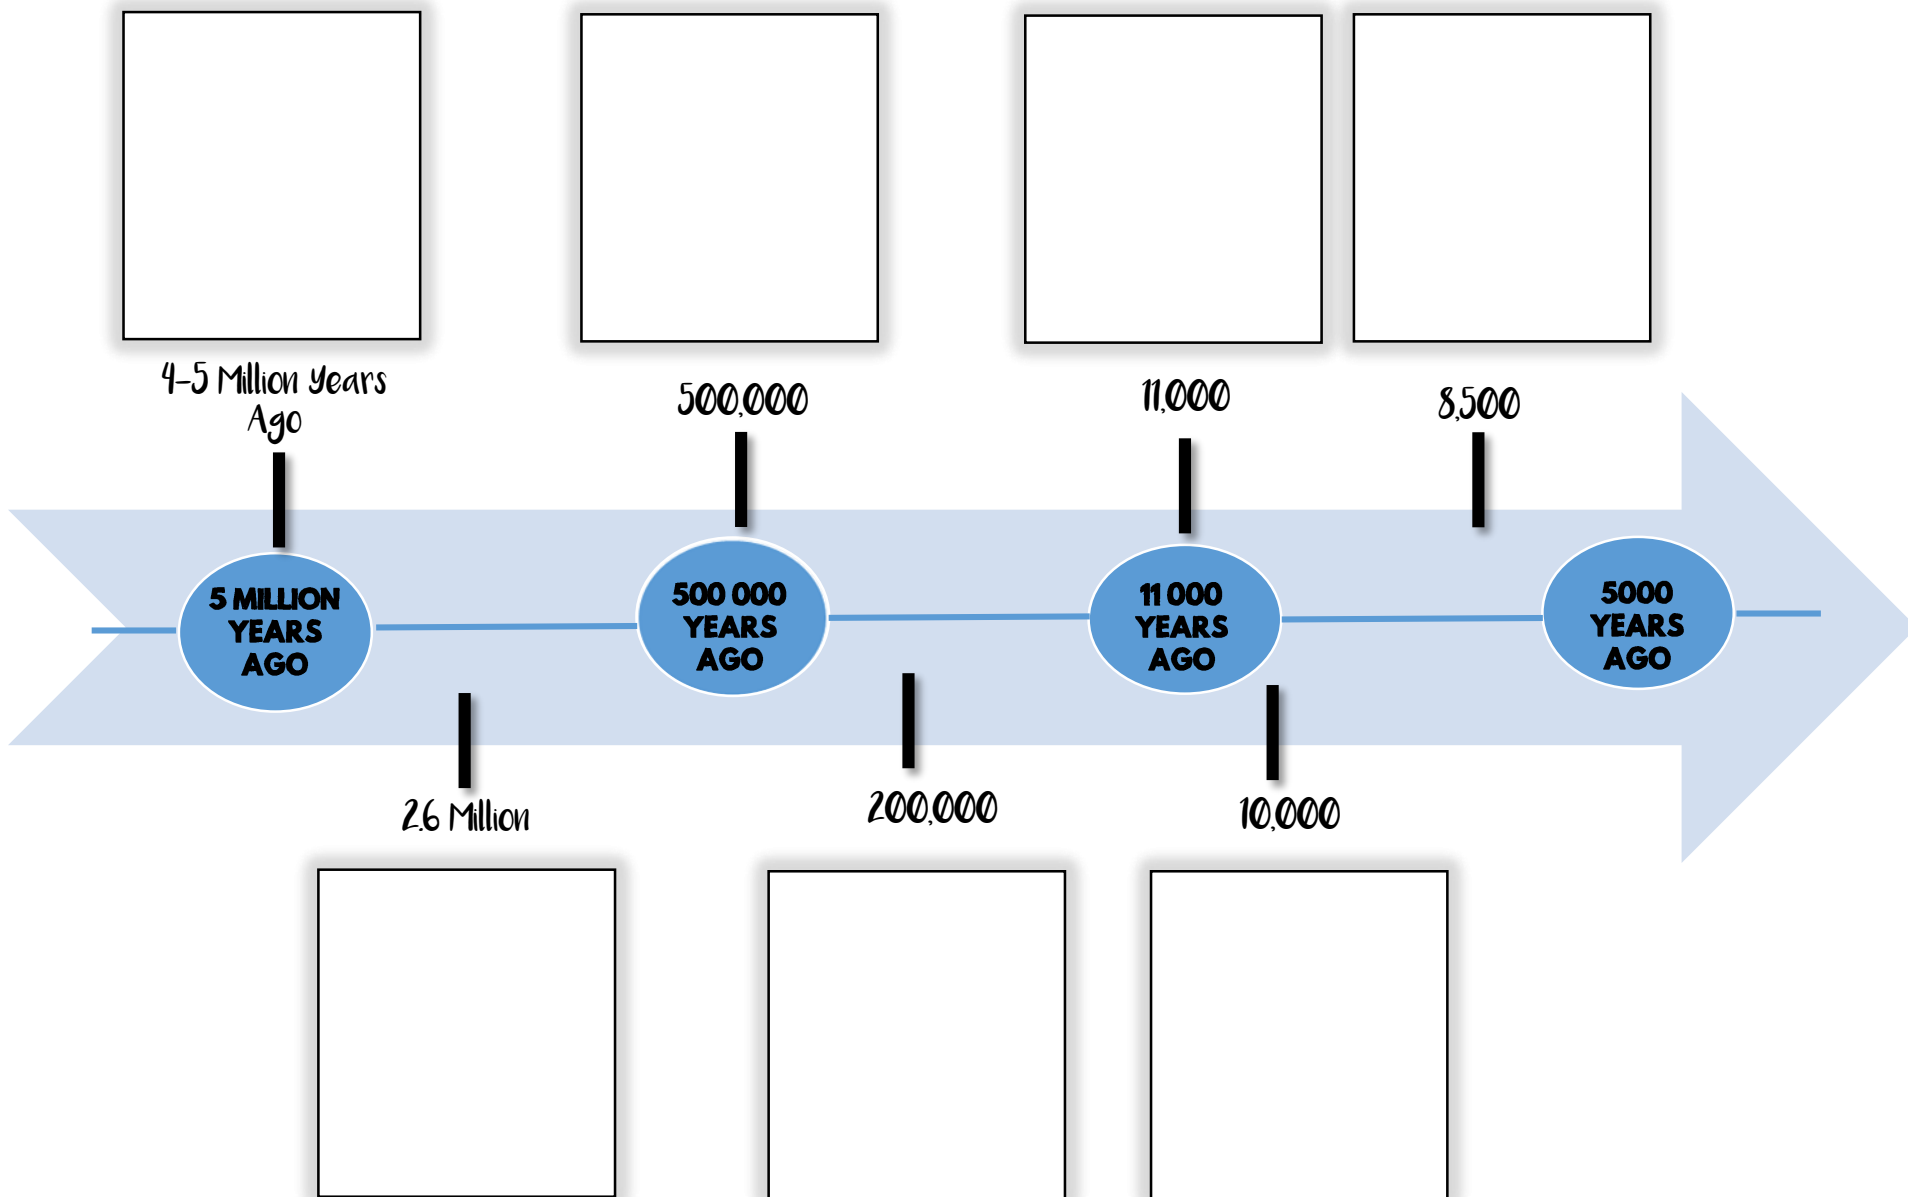 4-5 Million Years
Ago
500,000
11,000
8,500
5 MILLION
YEARS
AGO
500 000
YEARS
AGO
11 000
YEARS
AGO
5000
YEARS
AGO
2.6 Million
200,000
10,000